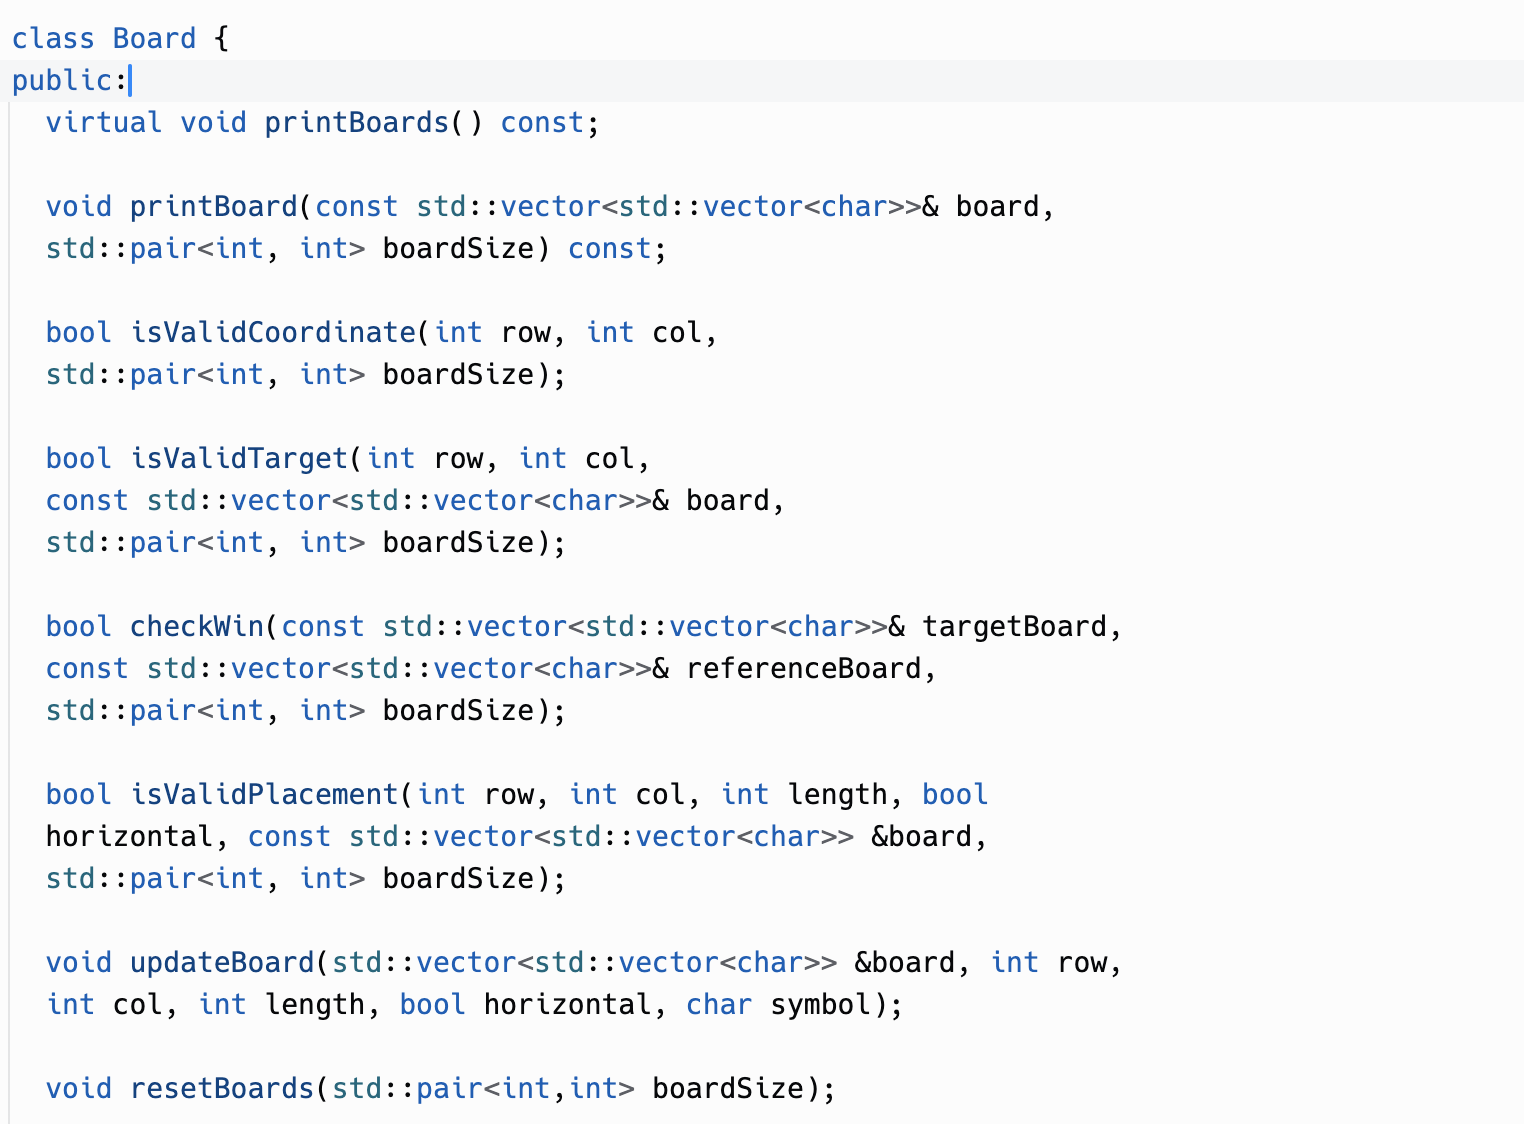 class Board {
public:
virtual void printBoards() const;
void printBoard(const std::vector<std::vector<char>>& board,
std::pair<int, int> boardSize) const;
bool isValidCoordinate(int row, int col,
std::pair<int, int> boardSize);
bool isValidTarget(int row, int col,
const std::vector<std::vector<char>>& board,
std::pair<int, int> boardSize);
bool checkWin(const std::vector<std::vector<char>>& targetBoard,
const std::vector<std::vector<char>>& referenceBoard,
std::pair<int, int> boardSize);
bool isValidPlacement(int row, int col, int length, bool
horizontal, const std::vector<std::vector<char>> &board,
std::pair<int, int> boardSize);
void updateBoard(std::vector<std::vector<char>> &board, int row,
int col, int length, bool horizontal, char symbol);
void resetBoards(std::pair<int,int> boardSize);